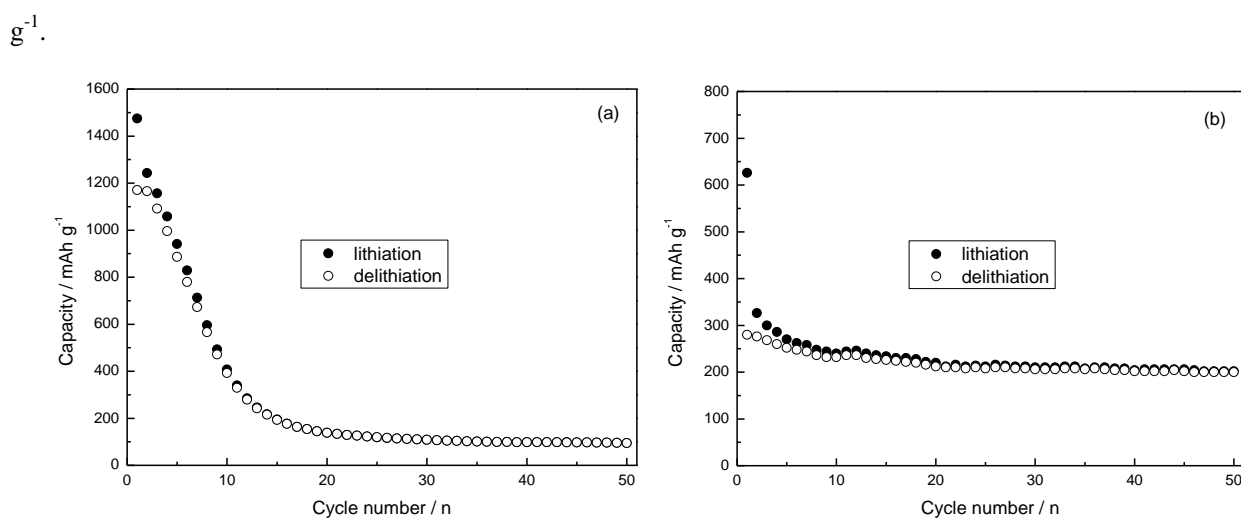 g⁻¹.
(a)
1600
1400
1200
1000
800
600
400
200
0
Capacity / mAh g⁻¹
lithiation
delithiation
0 10 20 30 40 50
Cycle number / n
(b)
800
700
600
500
400
300
200
100
0
Capacity / mAh g⁻¹
lithiation
delithiation
0 10 20 30 40 50
Cycle number / n